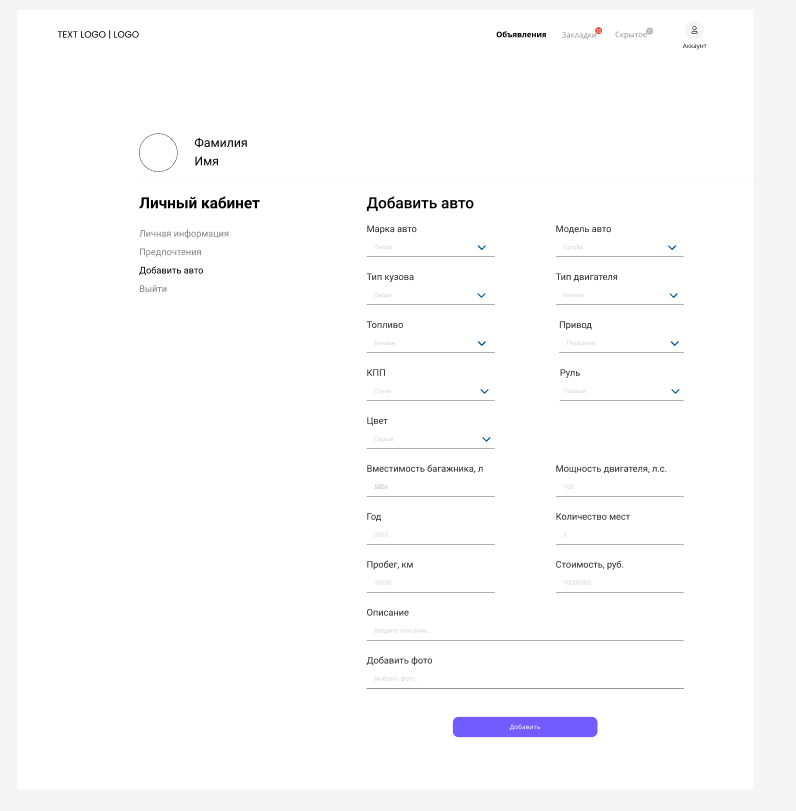 TEXT LOGO | LOGO
Объявления
Закладки
Скрытое
Аккаунт
Фамилия
Имя
Личный кабинет
Личная информация
Предпочтения
Добавить авто
Выйти
Добавить авто
Марка авто
Модель авто
Toyota
Corolla
Тип кузова
Тип двигателя
Седан
Бензин
Топливо
Привод
Бензин
Передний
КПП
Руль
Правый
Цвет
Серый
Вместимость багажника, л
Мощность двигателя, л.с.
500л
105
Год
Количество мест
2015
5
Пробег, км
Стоимость, руб.
10000
Описание
Введите описание...
Добавить фото
Выбрать фото...
Добавить